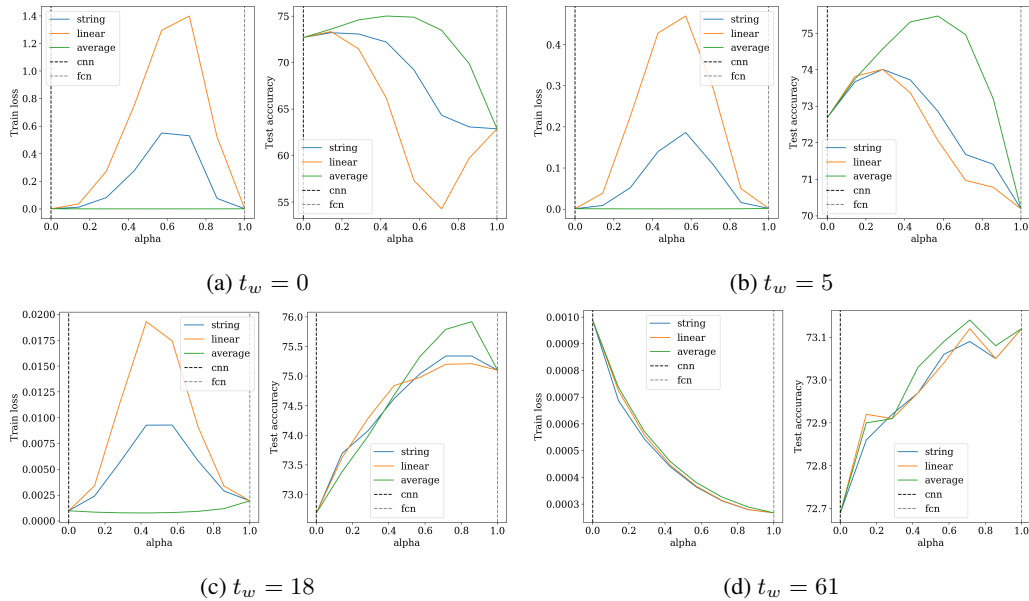 1.4
1.2
1.0
0.8
0.6
0.4
0.2
0.0
Train loss
string
linear
average
cnn
fcn
0.0 0.2 0.4 0.6 0.8 1.0
alpha
75
70
65
60
55
Test acccuracy
string
linear
average
cnn
fcn
0.0 0.2 0.4 0.6 0.8 1.0
alpha
(a) t_w = 0
0.4
0.3
0.2
0.1
0.0
Train loss
string
linear
average
cnn
fcn
0.0 0.2 0.4 0.6 0.8 1.0
alpha
75
74
73
72
71
70
Test acccuracy
string
linear
average
cnn
fcn
0.0 0.2 0.4 0.6 0.8 1.0
alpha
(b) t_w = 5
0.0200
0.0175
0.0150
0.0125
0.0100
0.0075
0.0050
0.0025
0.0000
Train loss
string
linear
average
cnn
fcn
0.0 0.2 0.4 0.6 0.8 1.0
alpha
76.0
75.5
75.0
74.5
74.0
73.5
73.0
Test acccuracy
string
linear
average
cnn
fcn
0.0 0.2 0.4 0.6 0.8 1.0
alpha
(c) t_w = 18
0.0010
0.0009
0.0008
0.0007
0.0006
0.0005
0.0004
0.0003
Train loss
string
linear
average
cnn
fcn
0.0 0.2 0.4 0.6 0.8 1.0
alpha
73.1
73.0
72.9
72.8
72.7
Test acccuracy
string
linear
average
cnn
fcn
0.0 0.2 0.4 0.6 0.8 1.0
alpha
(d) t_w = 61